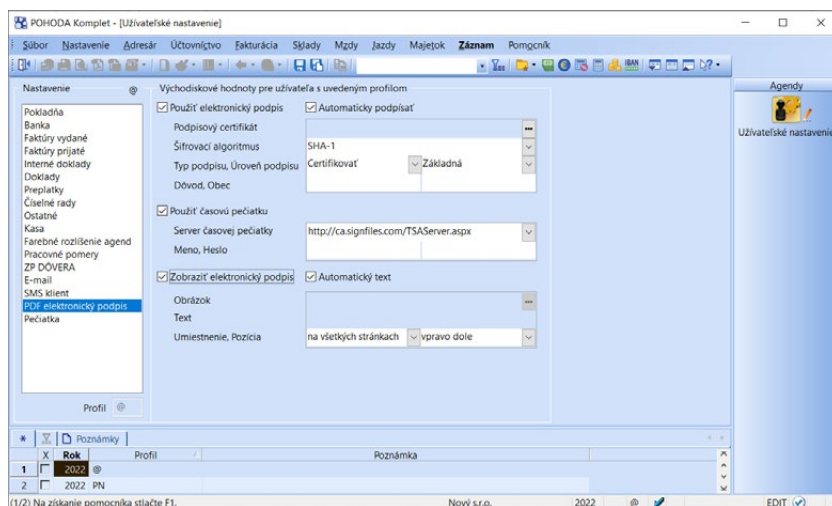 POHODA Komplet - [Užívateľské nastavenie]
Súbor Nastavenie Adresár Účtovníctvo Fakturácia Sklady Mzdy Jazdy Majetok Záznam Pomocník
IBAN
Nastavenie @
Pokladňa
Banka
Faktúry vydané
Faktúry prijaté
Interné doklady
Doklady
Preplatky
Číselné rady
Ostatné
Kasa
Farebné rozlíšenie agend
Pracovné pomery
ZP DÔVERA
E-mail
SMS klient
PDF elektronický podpis
Pečiatka
Profil @
Východiskové hodnoty pre užívateľa s uvedeným profilom
Použiť elektronický podpis Automaticky podpísať
Podpisový certifikát
Šifrovací algoritmus SHA-1
Typ podpisu, Úroveň podpisu Certifikovať Základná
Dôvod, Obec
Použiť časovú pečiatku
Server časovej pečiatky http://ca.signfiles.com/TSAServer.aspx
Meno, Heslo
Zobraziť elektronický podpis Automatický text
Obrázok
Text
Umiestnenie, Pozícia na všetkých stránkach vpravo dole
Agendy
Užívateľské nastavenie
* Poznámky
X Rok Profil Poznámka
1 2022 @
2 2022 PN
(1/2) Na získanie pomocníka stlačte F1. Nový s.r.o. 2022 @ EDIT